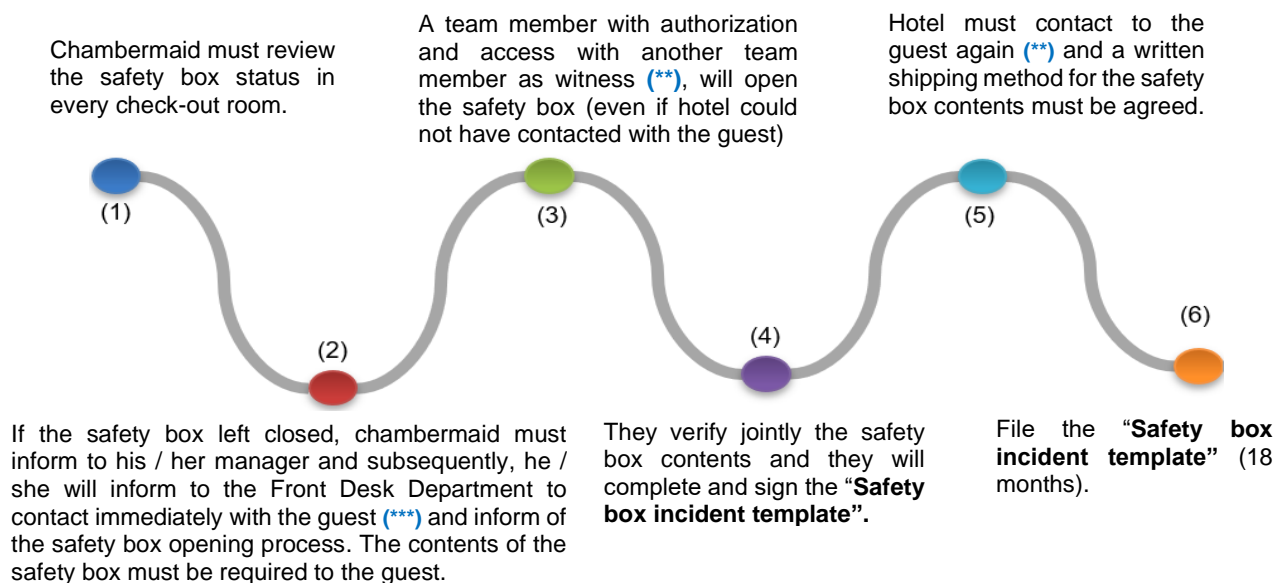 Chambermaid must review
the safety box status in
every check-out room.
(1)
If the safety box left closed, chambermaid must
inform to his / her manager and subsequently, he /
she will inform to the Front Desk Department to
contact immediately with the guest (***) and inform of
the safety box opening process. The contents of the
safety box must be required to the guest.
(2)
A team member with authorization
and access with another team
member as witness (**), will open
the safety box (even if hotel could
not have contacted with the guest)
(3)
They verify jointly the safety
box contents and they will
complete and sign the “Safety
box incident template”.
(4)
Hotel must contact to the
guest again (**) and a written
shipping method for the safety
box contents must be agreed.
(5)
File the “Safety box
incident template” (18
months).
(6)